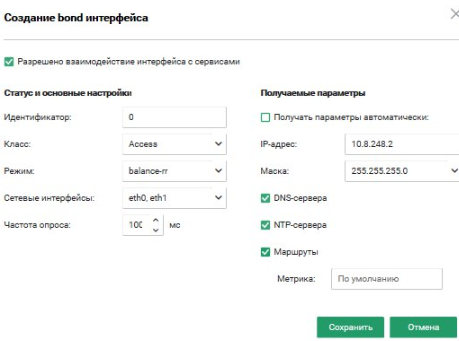 Создание bond интерфейса
Разрешено взаимодействие интерфейса с сервисами
Статус и основные настройки
Идентификатор: 0
Класс: Access
Режим: balance-rr
Сетевые интерфейсы: eth0, eth1
Частота опроса: 100 мс
Получаемые параметры
Получать параметры автоматически:
IP-адрес: 10.8.248.2
Маска: 255.255.255.0
DNS-сервера
NTP-сервера
Маршруты
Метрика: По умолчанию
Сохранить Отмена